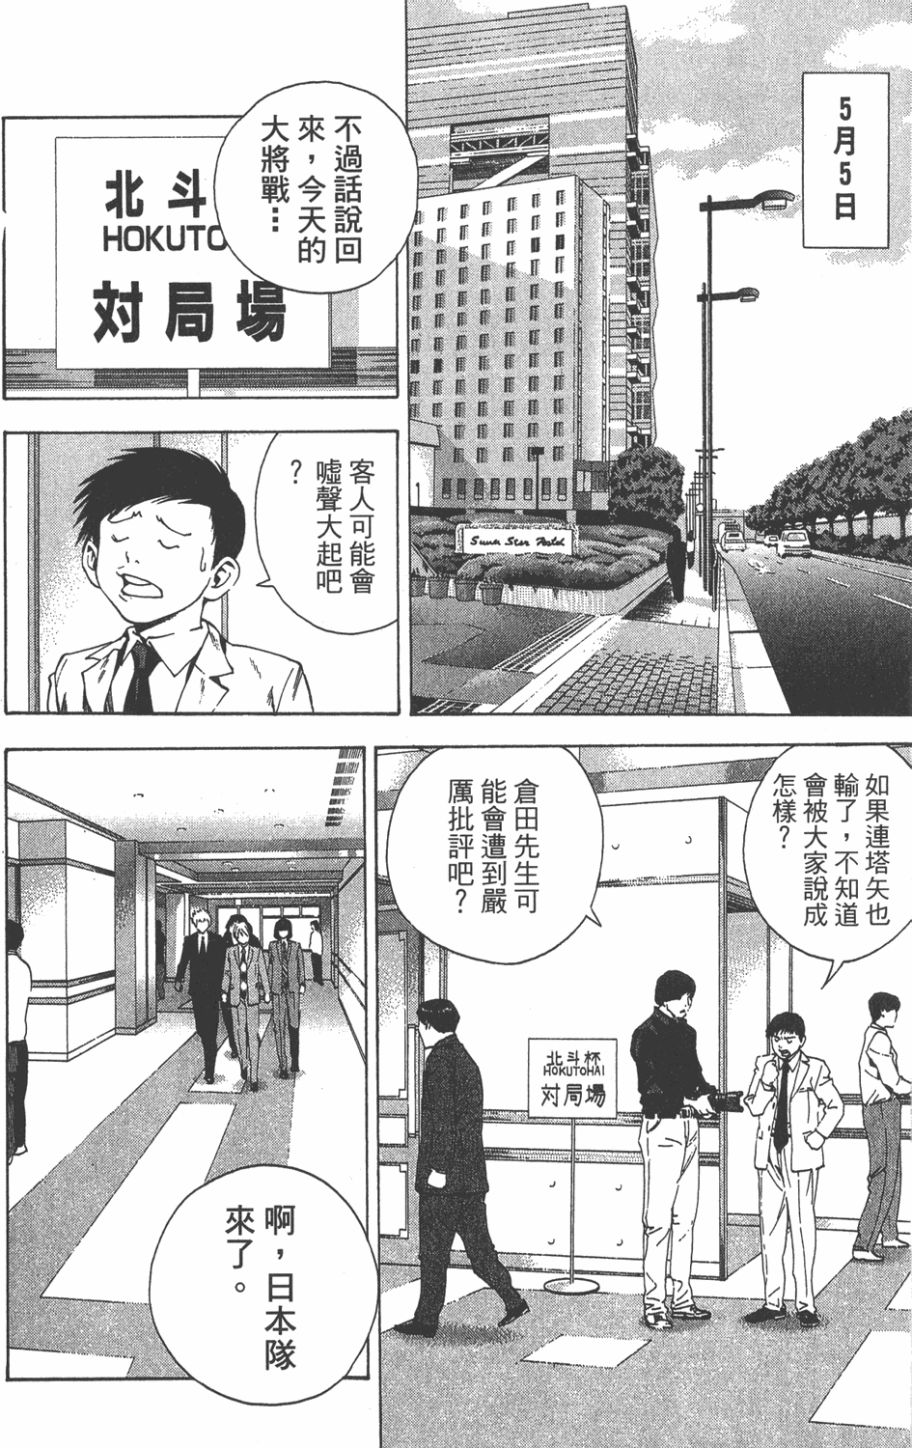 5月5日
不過話說回
來，今天的
大將戰…
北斗
HOKUTO
対局場
客人可能會
噓聲大起吧
？
Sunn Star Hotel
如果連塔矢也
輸了，不知道
會被大家說成
怎樣？
倉田先生可
能會遭到嚴
厲批評吧？
北斗杯
HOKUTOHAI
対局場
啊，日本隊
來了。